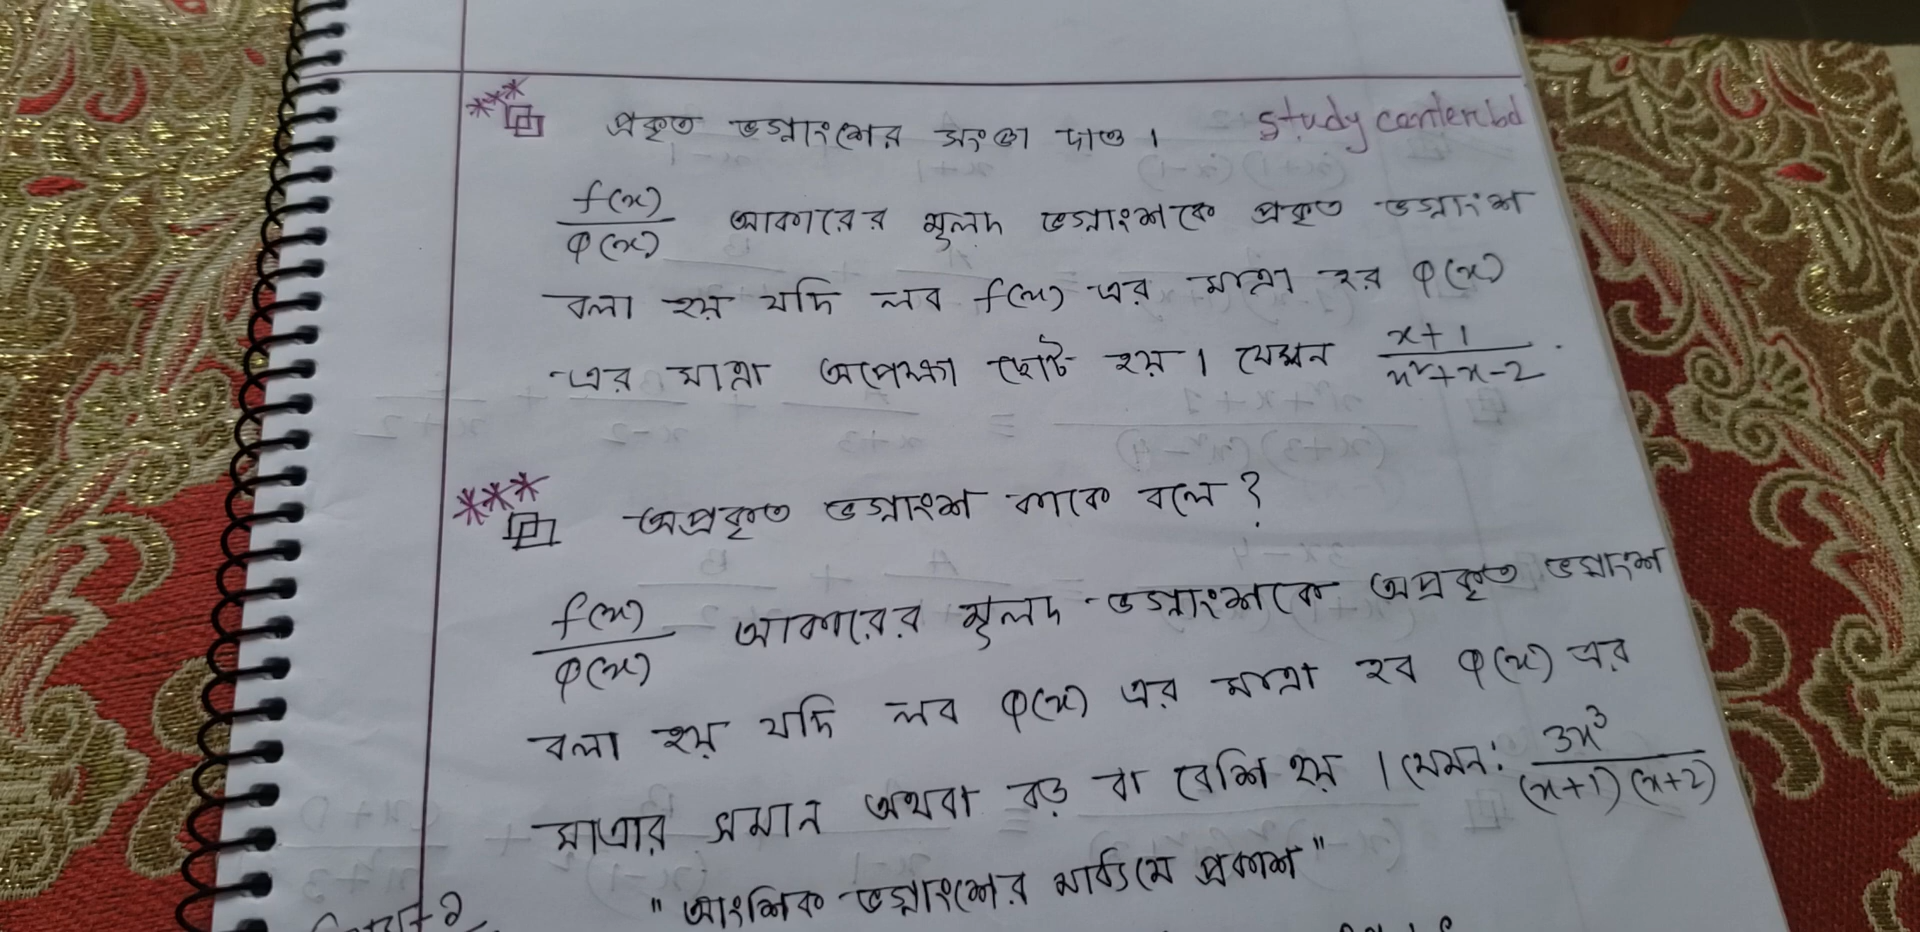 *** প্রকৃত ভগ্নাংশের সংজ্ঞা দাও। study centerbd
f(x)/φ(x) আকারের মূলদ ভগ্নাংশকে প্রকৃত ভগ্নাংশ
বলা হয় যদি লব f(x) এর মাত্রা হর φ(x)
এর মাত্রা অপেক্ষা ছোট হয়। যেমন (x+1)/(x²+x-2).
*** অপ্রকৃত ভগ্নাংশ কাকে বলে?
f(x)/φ(x) আকারের মূলদ ভগ্নাংশকে অপ্রকৃত ভগ্নাংশ
বলা হয় যদি লব φ(x) এর মাত্রা হর φ(x) এর
মাত্রার সমান অথবা বড় বা বেশি হয়। যেমন: 3x³/(x+1)(x+2)
"আংশিক ভগ্নাংশের মাধ্যমে প্রকাশ"